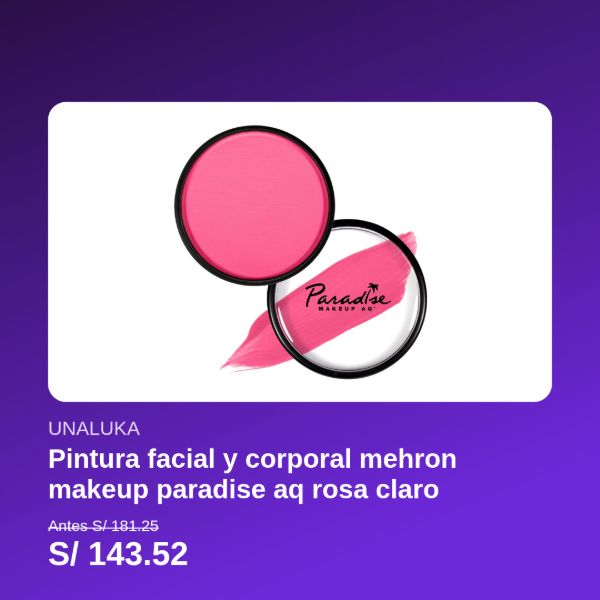 Paradise
MAKEUP AQ
UNALUKA
Pintura facial y corporal mehron
makeup paradise aq rosa claro
Antes S/ 181.25
S/ 143.52